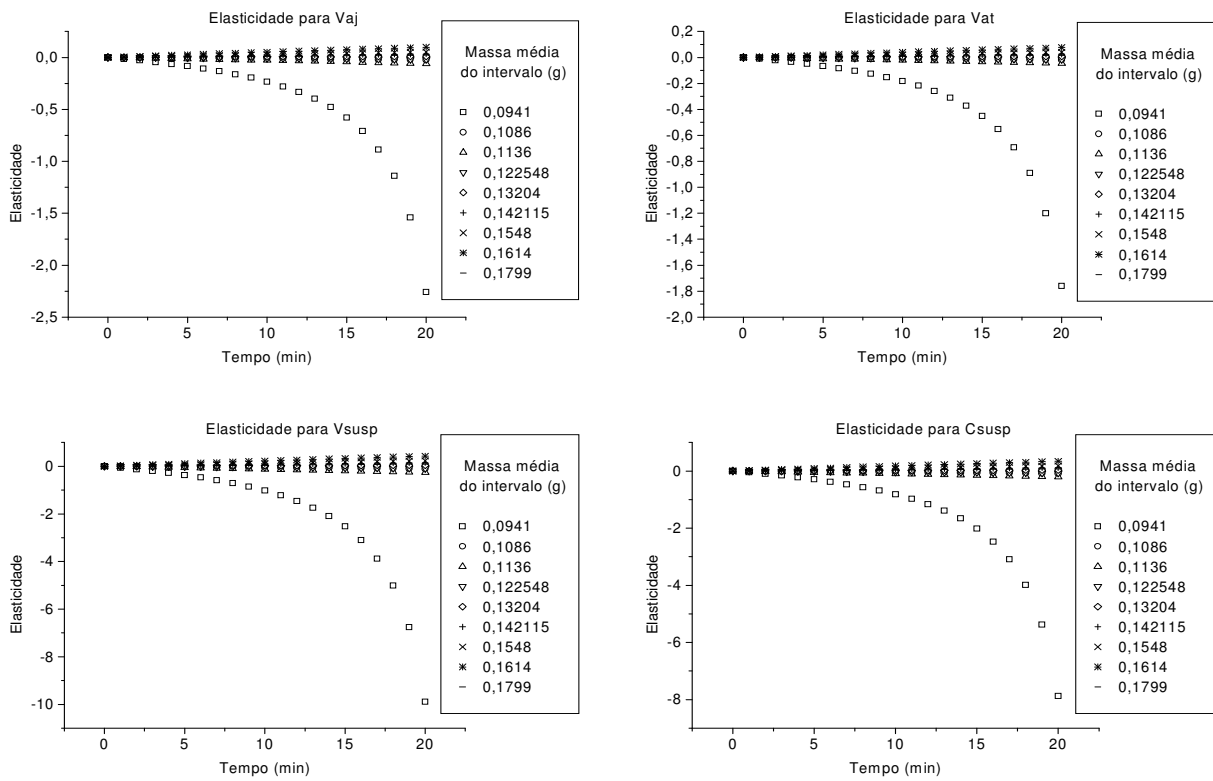 Elasticidade para Vaj
0,0
-0,5
-1,0
-1,5
-2,0
-2,5
Elasticidade
0 5 10 15 20
Tempo (min)
Massa média
do intervalo (g)
0,0941
0,1086
0,1136
0,122548
0,13204
0,142115
0,1548
0,1614
0,1799
Elasticidade para Vat
0,2
0,0
-0,2
-0,4
-0,6
-0,8
-1,0
-1,2
-1,4
-1,6
-1,8
-2,0
Elasticidade
0 5 10 15 20
Tempo (min)
Massa média
do intervalo (g)
0,0941
0,1086
0,1136
0,122548
0,13204
0,142115
0,1548
0,1614
0,1799
Elasticidade para Vsusp
0
-2
-4
-6
-8
-10
Elasticidade
0 5 10 15 20
Tempo (min)
Massa média
do intervalo (g)
0,0941
0,1086
0,1136
0,122548
0,13204
0,142115
0,1548
0,1614
0,1799
Elasticidade para Csusp
0
-2
-4
-6
-8
Elasticidade
0 5 10 15 20
Tempo (min)
Massa média
do intervalo (g)
0,0941
0,1086
0,1136
0,122548
0,13204
0,142115
0,1548
0,1614
0,1799